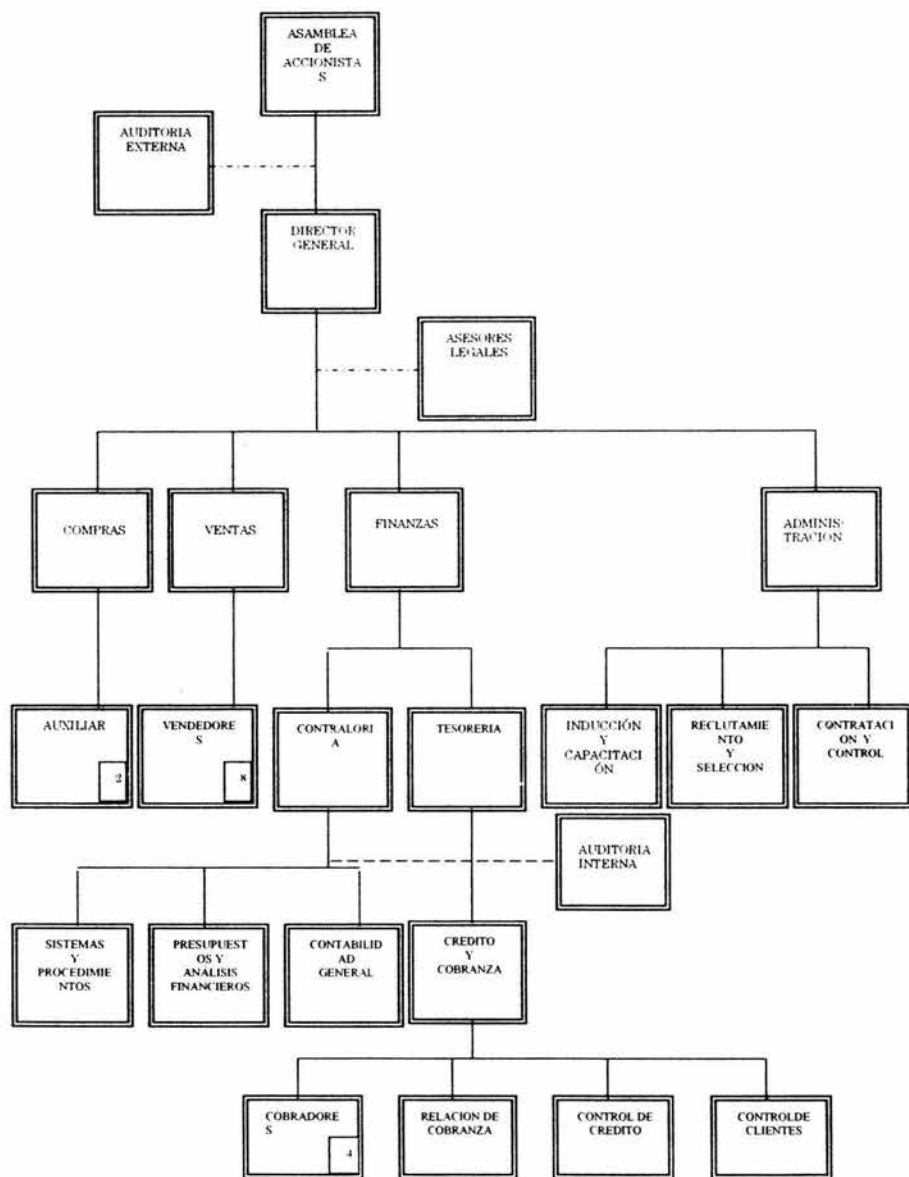 ASAMBLEA
DE
ACCIONISTA
S
AUDITORIA
EXTERNA
DIRECTOR
GENERAL
ASESORES
LEGALES
COMPRAS
VENTAS
FINANZAS
ADMINIS-
TRACION
AUXILIAR
2
VENDEDORE
S
8
CONTRALORI
A
TESORERIA
INDUCCIÓN
Y
CAPACITACI
ÓN
RECLUTAMIE
NTO
Y
SELECCION
CONTRATACI
ON Y
CONTROL
AUDITORIA
INTERNA
SISTEMAS
Y
PROCEDIMIE
NTOS
PRESUPUEST
OS Y
ANÁLISIS
FINANCIEROS
CONTABILID
AD
GENERAL
CREDITO
Y
COBRANZA
COBRADORE
S
4
RELACION DE
COBRANZA
CONTROL DE
CREDITO
CONTROLDE
CLIENTES